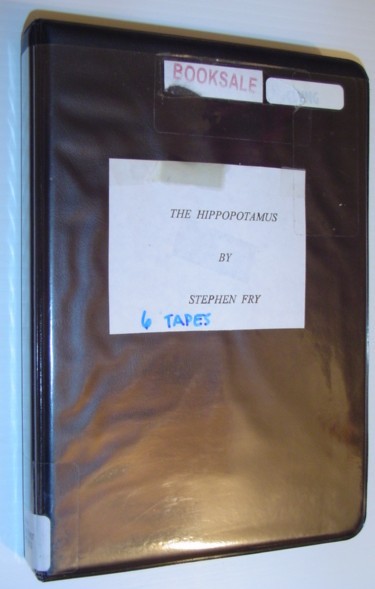 BOOKSALE
THE HIPPOPOTAMUS
BY
STEPHEN FRY
6 TAPES